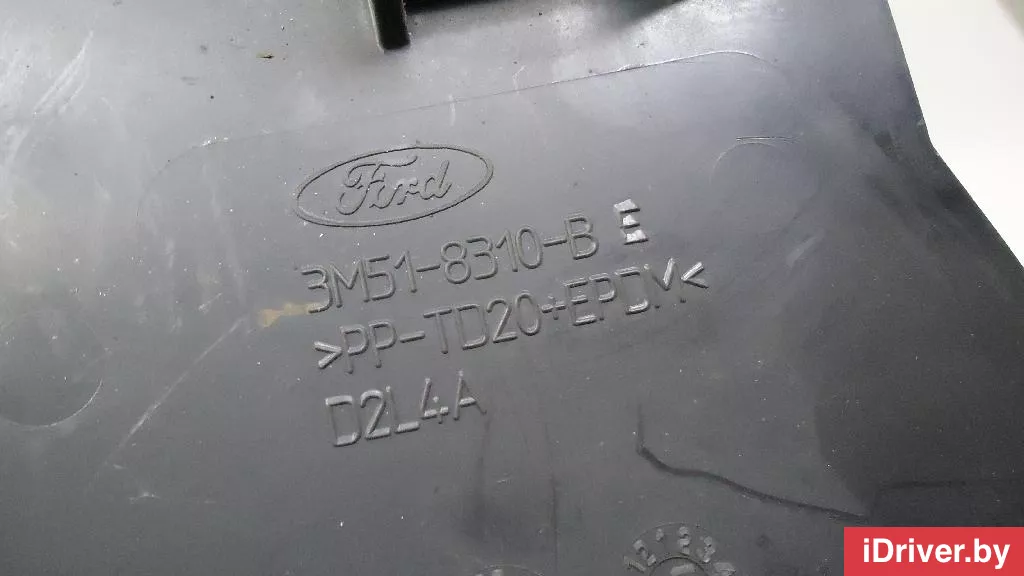 Ford
3M51-8310-B E
>PP-TD20+EPDM<
D2L4A
iDriver.by